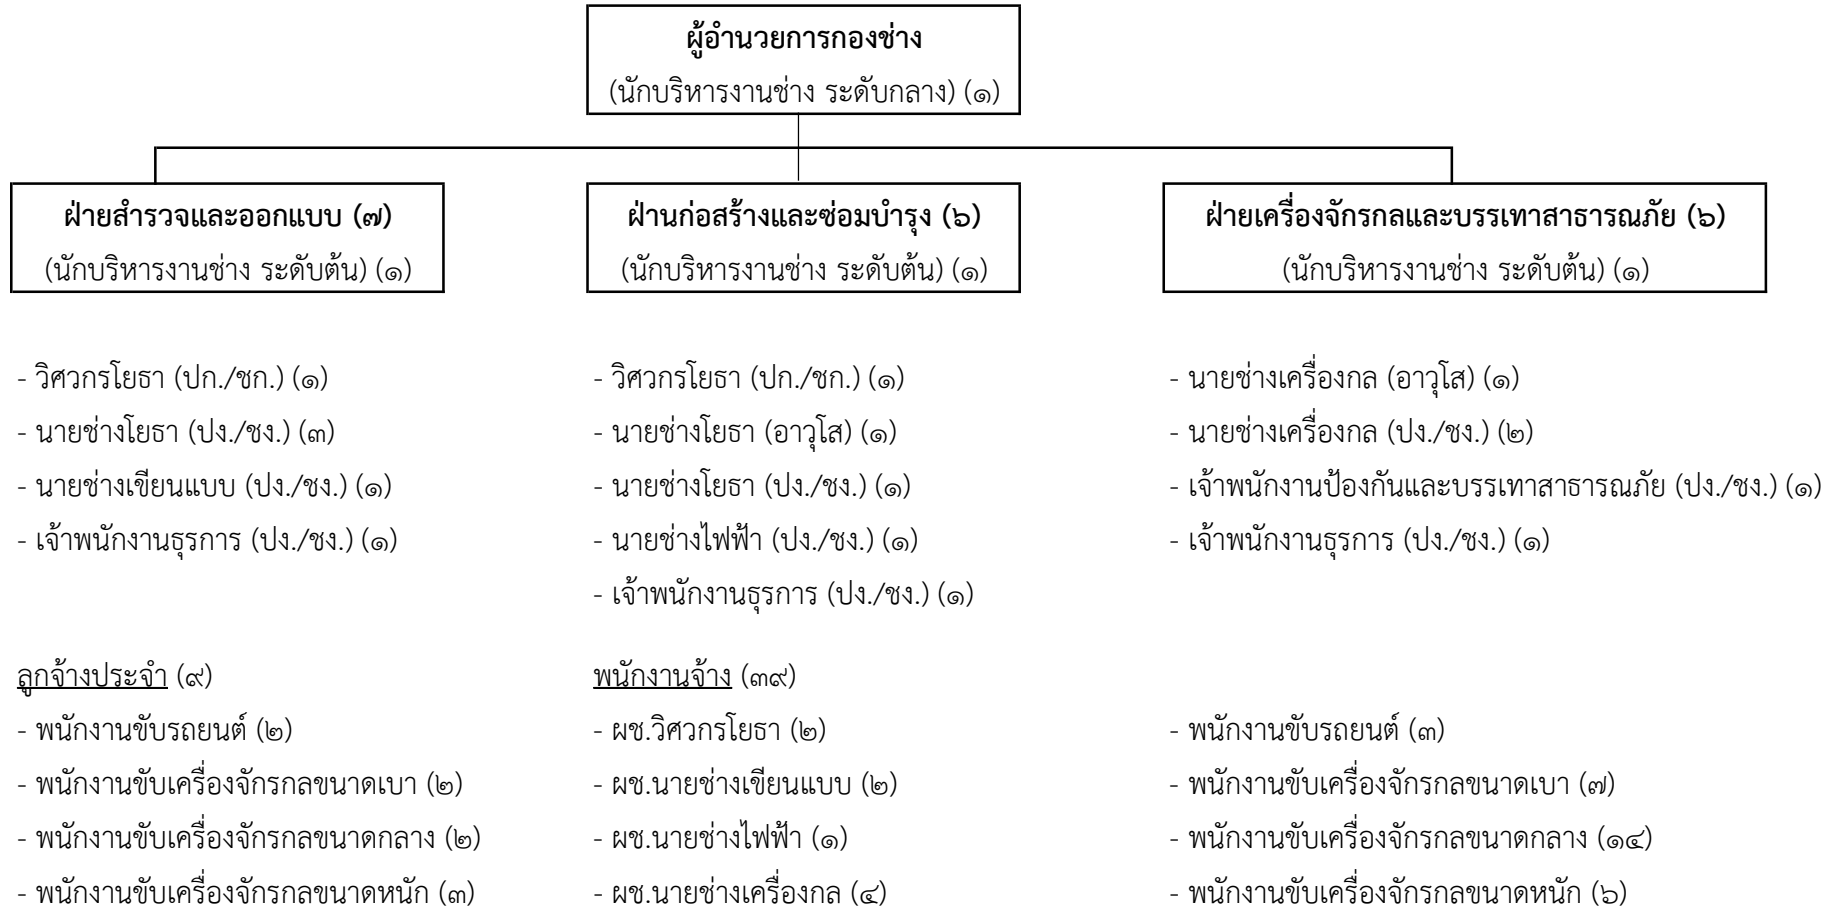 ผู้อำนวยการกองช่าง
(นักบริหารงานช่าง ระดับกลาง) (๑)
ฝ่ายสำรวจและออกแบบ (๗)
(นักบริหารงานช่าง ระดับต้น) (๑)
ฝ่านก่อสร้างและซ่อมบำรุง (๖)
(นักบริหารงานช่าง ระดับต้น) (๑)
ฝ่ายเครื่องจักรกลและบรรเทาสาธารณภัย (๖)
(นักบริหารงานช่าง ระดับต้น) (๑)
- วิศวกรโยธา (ปก./ชก.) (๑)
- นายช่างโยธา (ปง./ชง.) (๓)
- นายช่างเขียนแบบ (ปง./ชง.) (๑)
- เจ้าพนักงานธุรการ (ปง./ชง.) (๑)
- วิศวกรโยธา (ปก./ชก.) (๑)
- นายช่างโยธา (อาวุโส) (๑)
- นายช่างโยธา (ปง./ชง.) (๑)
- นายช่างไฟฟ้า (ปง./ชง.) (๑)
- เจ้าพนักงานธุรการ (ปง./ชง.) (๑)
- นายช่างเครื่องกล (อาวุโส) (๑)
- นายช่างเครื่องกล (ปง./ชง.) (๒)
- เจ้าพนักงานป้องกันและบรรเทาสาธารณภัย (ปง./ชง.) (๑)
- เจ้าพนักงานธุรการ (ปง./ชง.) (๑)
ลูกจ้างประจำ (๙)
- พนักงานขับรถยนต์ (๒)
- พนักงานขับเครื่องจักรกลขนาดเบา (๒)
- พนักงานขับเครื่องจักรกลขนาดกลาง (๒)
- พนักงานขับเครื่องจักรกลขนาดหนัก (๓)
พนักงานจ้าง (๓๙)
- ผช.วิศวกรโยธา (๒)
- ผช.นายช่างเขียนแบบ (๒)
- ผช.นายช่างไฟฟ้า (๑)
- ผช.นายช่างเครื่องกล (๔)
- พนักงานขับรถยนต์ (๓)
- พนักงานขับเครื่องจักรกลขนาดเบา (๗)
- พนักงานขับเครื่องจักรกลขนาดกลาง (๑๔)
- พนักงานขับเครื่องจักรกลขนาดหนัก (๖)